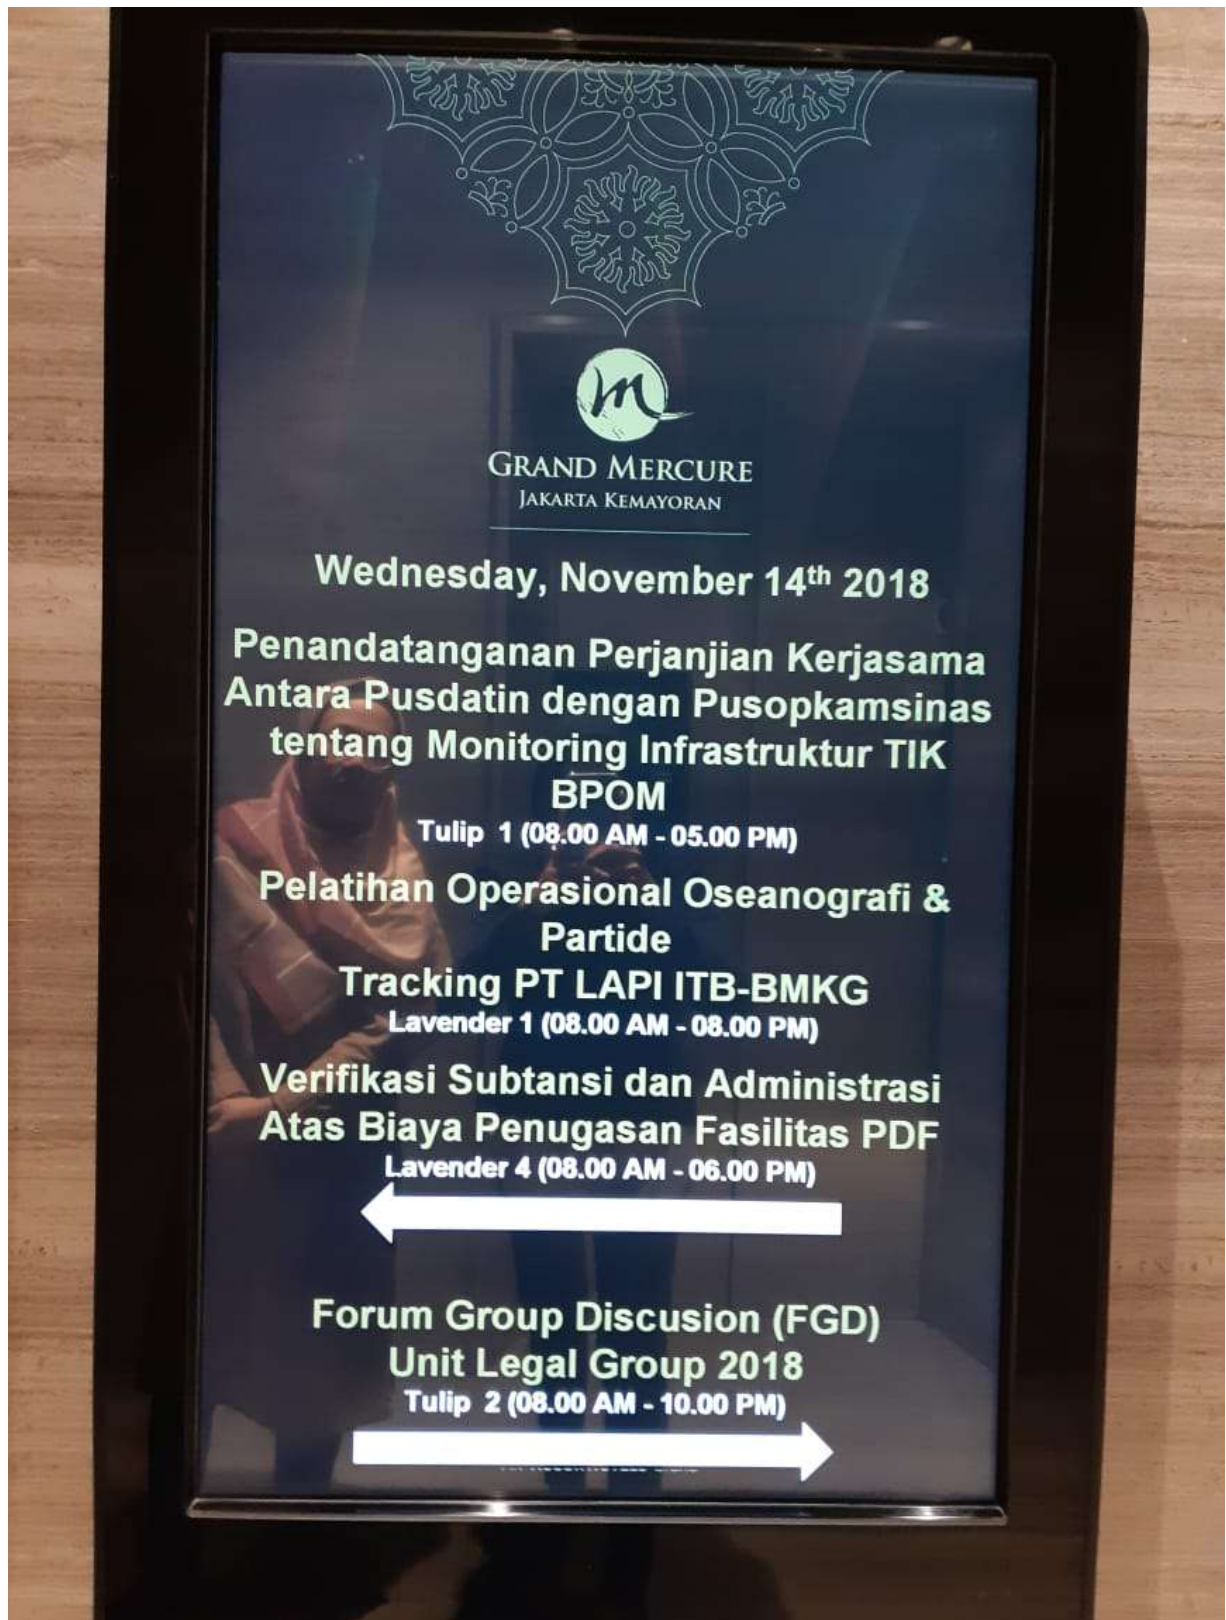 GRAND MERCURE
JAKARTA KEMAYORAN
Wednesday, November 14th 2018
Penandatanganan Perjanjian Kerjasama
Antara Pusdatin dengan Pusopkamsinas
tentang Monitoring Infrastruktur TIK
BPOM
Tulip 1 (08.00 AM - 05.00 PM)
Pelatihan Operasional Oseanografi &
Partide
Tracking PT LAPI ITB-BMKG
Lavender 1 (08.00 AM - 08.00 PM)
Verifikasi Subtansi dan Administrasi
Atas Biaya Penugasan Fasilitas PDF
Lavender 4 (08.00 AM - 06.00 PM)
Forum Group Discusion (FGD)
Unit Legal Group 2018
Tulip 2 (08.00 AM - 10.00 PM)